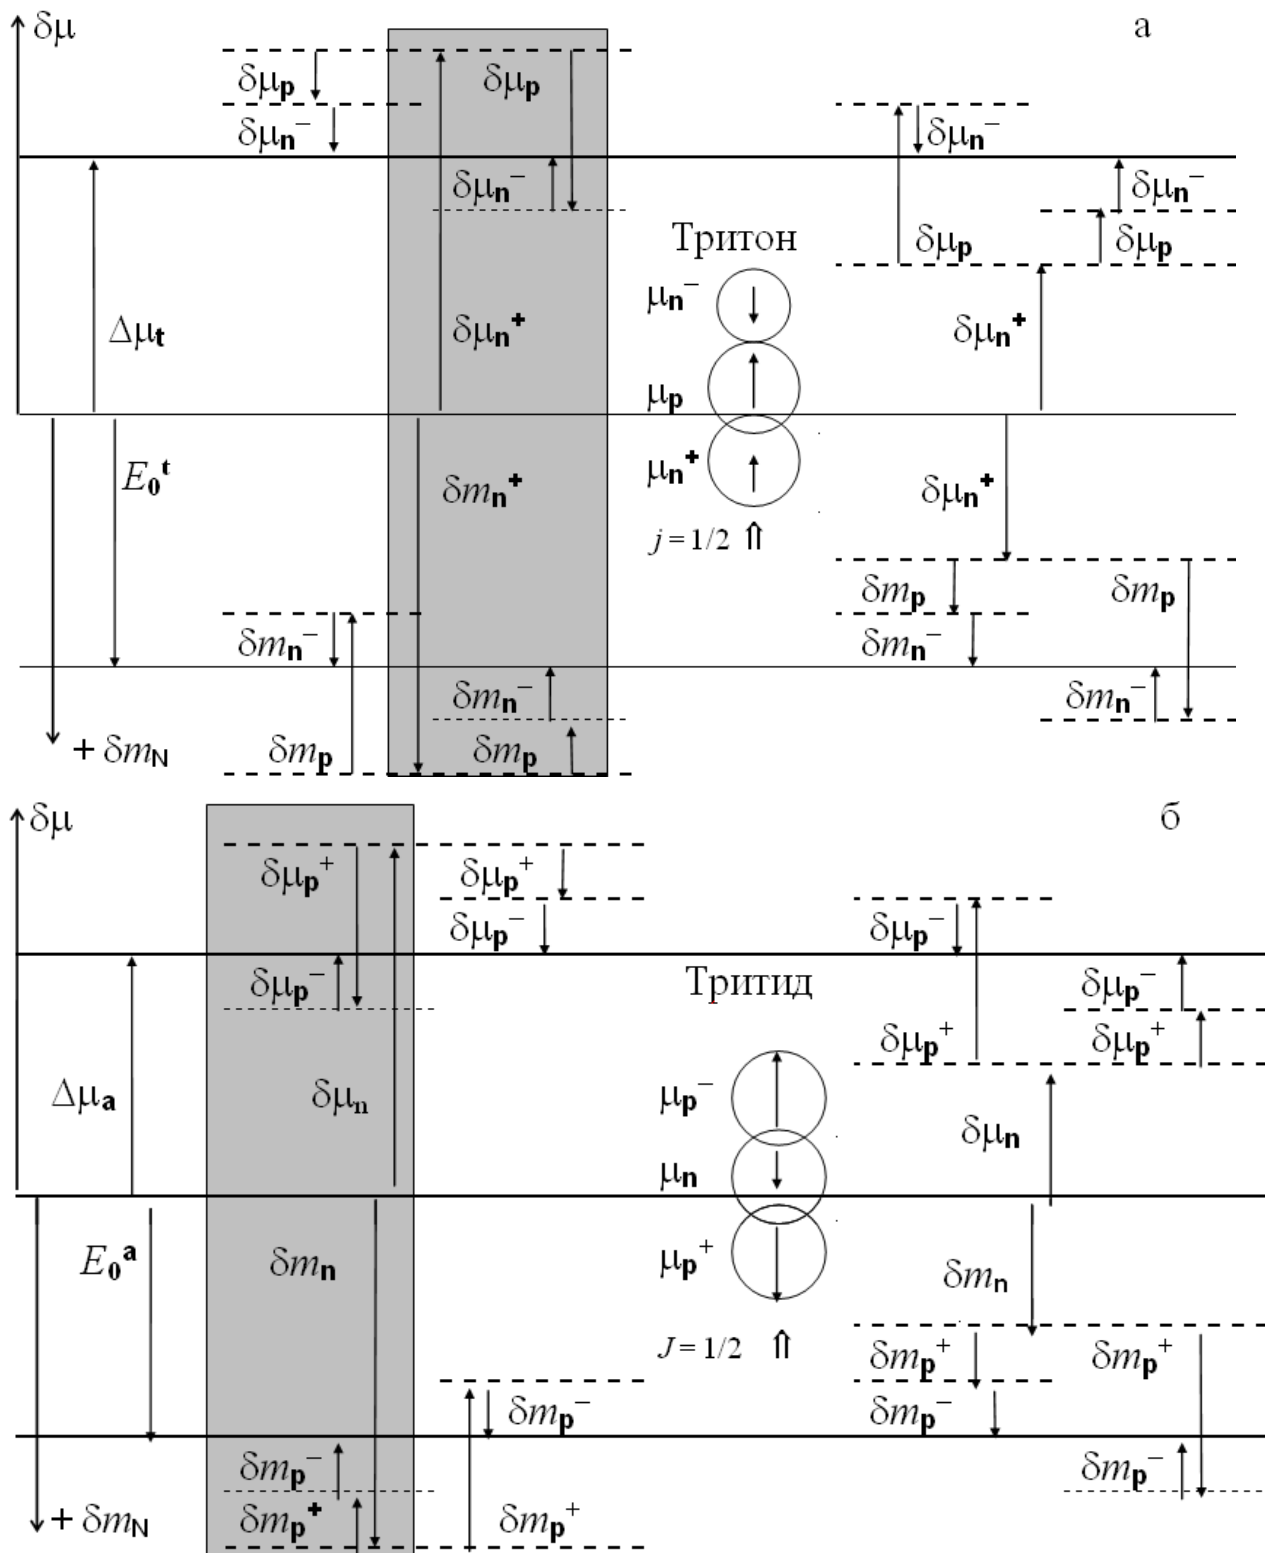 δμ
а
δμp
δμp
δμn⁻
δμn⁻
δμn⁻
δμn⁻
Тритон
δμp
δμp
μn⁻
Δμt
δμn⁺
δμn⁺
μp
E₀ᵗ
δmn⁺
μn⁺
δμn⁺
j = 1/2 ⇑
δmp
δmp
δmn⁻
δmn⁻
δmn⁻
δmn⁻
+ δmN
δmp
δmp
δμ
б
δμp⁺
δμp⁺
δμp⁻
δμp⁻
δμp⁻
δμp⁻
Тритид
δμp⁺
δμp⁺
Δμa
δμn
μp⁻
δμn
μn
E₀ᵃ
δmn
μp⁺
δmn
J = 1/2 ⇑
δmp⁺
δmp⁺
δmp⁻
δmp⁻
δmp⁻
δmp⁻
+ δmN
δmp⁺
δmp⁺